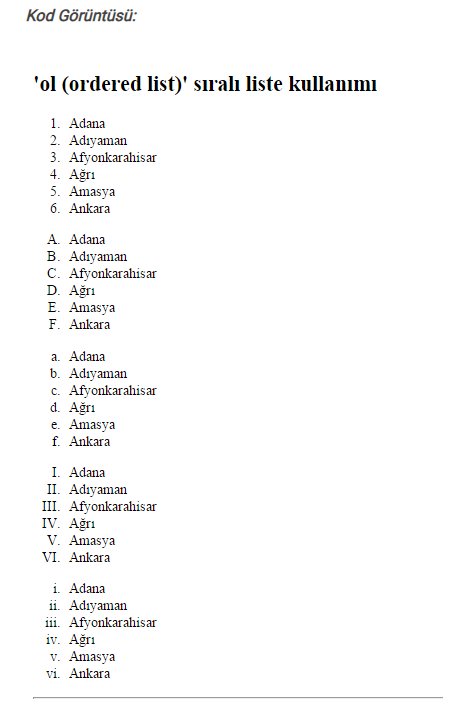 Kod Görüntüsü:
'ol (ordered list)' sıralı liste kullanımı
1. Adana
2. Adıyaman
3. Afyonkarahisar
4. Ağrı
5. Amasya
6. Ankara
A. Adana
B. Adıyaman
C. Afyonkarahisar
D. Ağrı
E. Amasya
F. Ankara
a. Adana
b. Adıyaman
c. Afyonkarahisar
d. Ağrı
e. Amasya
f. Ankara
I. Adana
II. Adıyaman
III. Afyonkarahisar
IV. Ağrı
V. Amasya
VI. Ankara
i. Adana
ii. Adıyaman
iii. Afyonkarahisar
iv. Ağrı
v. Amasya
vi. Ankara